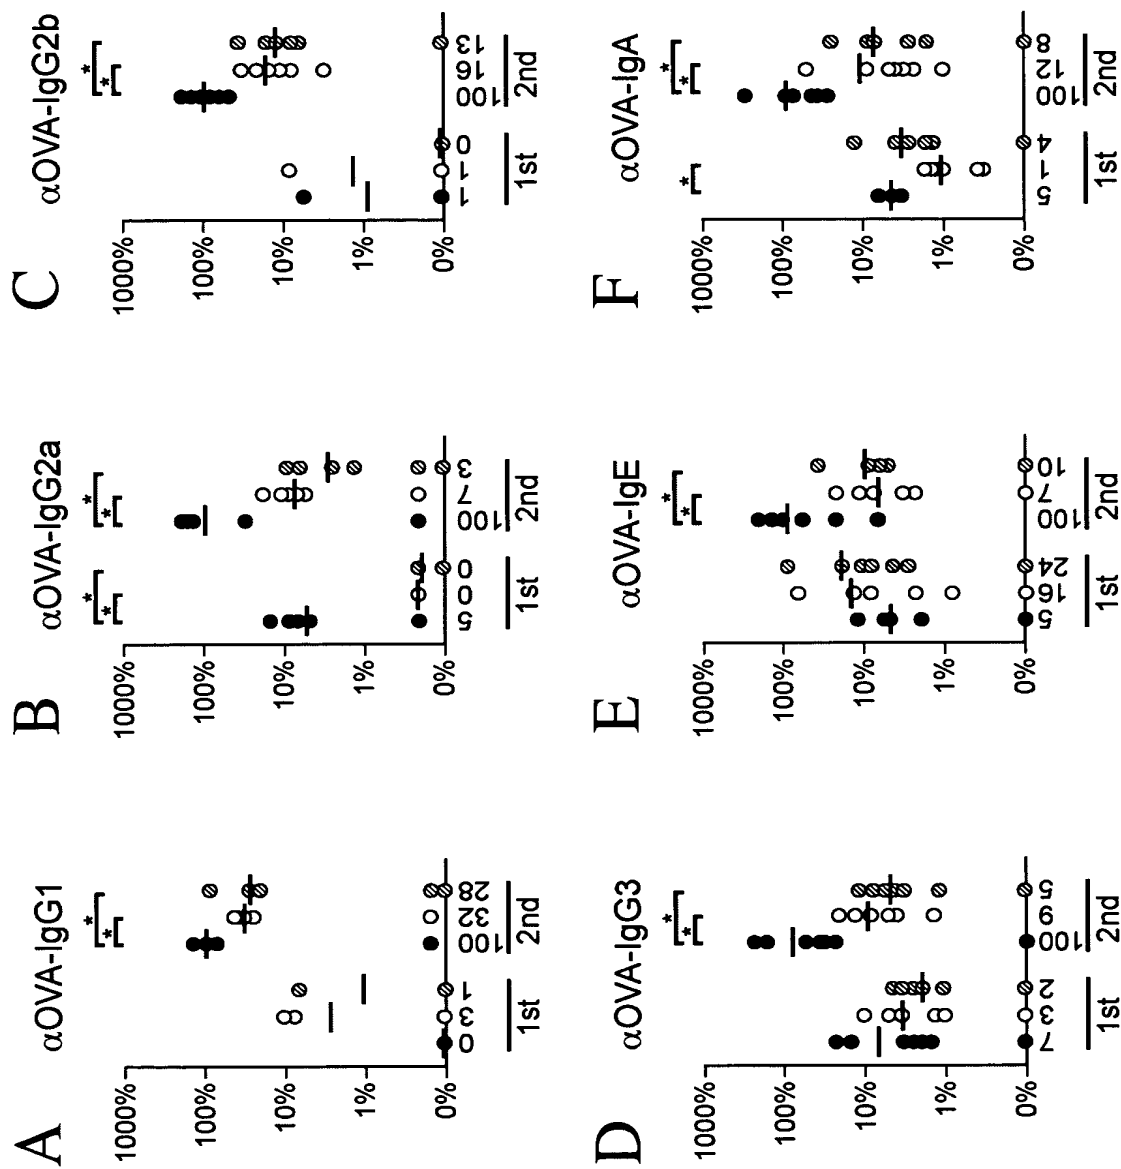 A
αOVA-IgG1
* *
1000%
100%
10%
1%
0%
0 3 1 100 32 28
1st 2nd
B
αOVA-IgG2a
* * * *
1000%
100%
10%
1%
0%
5 0 0 100 7 3
1st 2nd
C
αOVA-IgG2b
* *
1000%
100%
10%
1%
0%
1 1 0 100 16 13
1st 2nd
D
αOVA-IgG3
* *
1000%
100%
10%
1%
0%
7 3 2 100 9 5
1st 2nd
E
αOVA-IgE
* *
1000%
100%
10%
1%
0%
5 16 24 100 7 10
1st 2nd
F
αOVA-IgA
* * *
1000%
100%
10%
1%
0%
5 1 4 100 12 8
1st 2nd